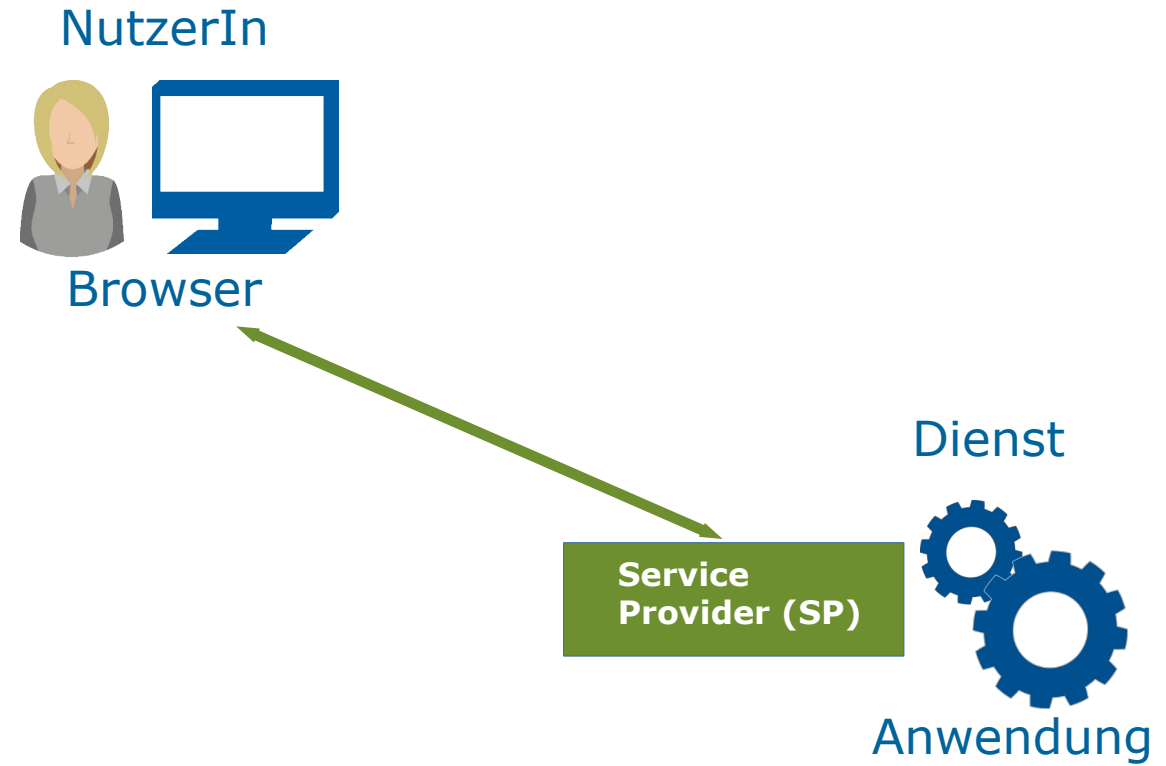 NutzerIn
Browser
Dienst
Service
Provider (SP)
Anwendung